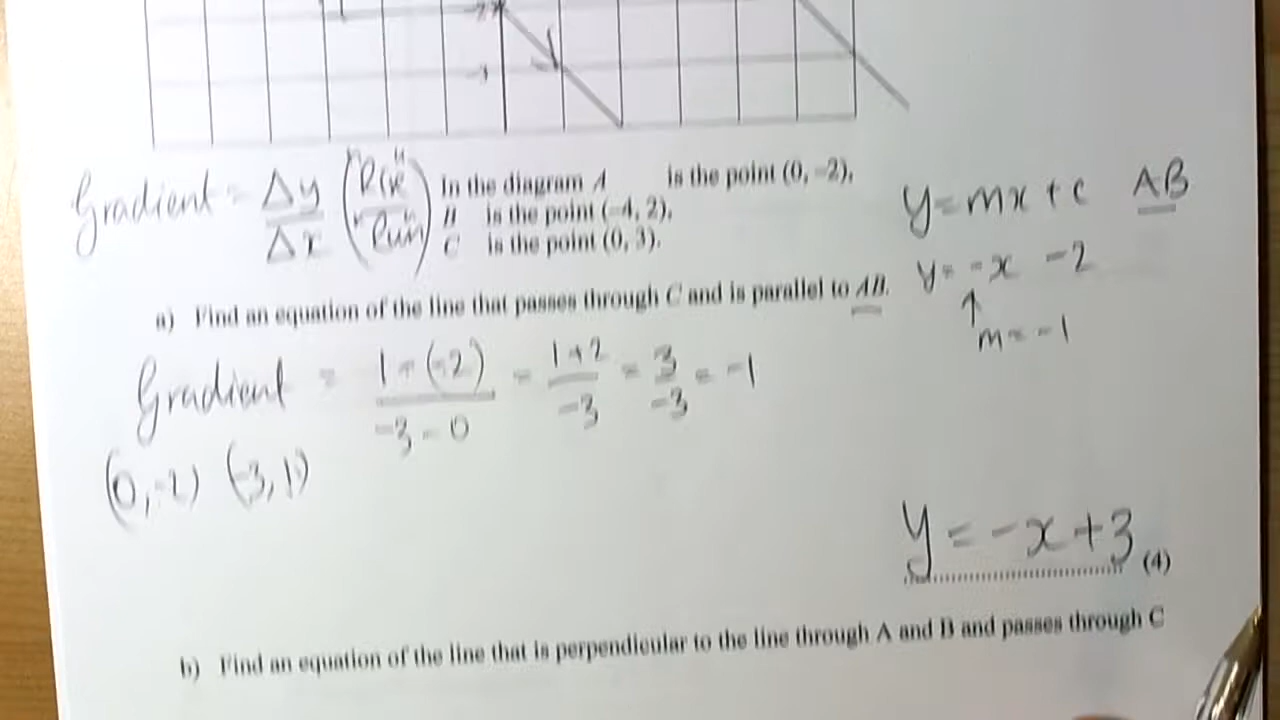 Gradient = Δy/Δx ("Rise"/"Run")
In the diagram A is the point (0, −2),
B is the point (−4, 2),
C is the point (0, 3).
y = mx + c AB
y = -x - 2
↑
m = -1
a) Find an equation of the line that passes through C and is parallel to AB.
Gradient = 1 - (-2) / -3 - 0 = 1+2 / -3 = 3 / -3 = -1
(0, -2) (-3, 1)
y = -x + 3 (4)
b) Find an equation of the line that is perpendicular to the line through A and B and passes through C